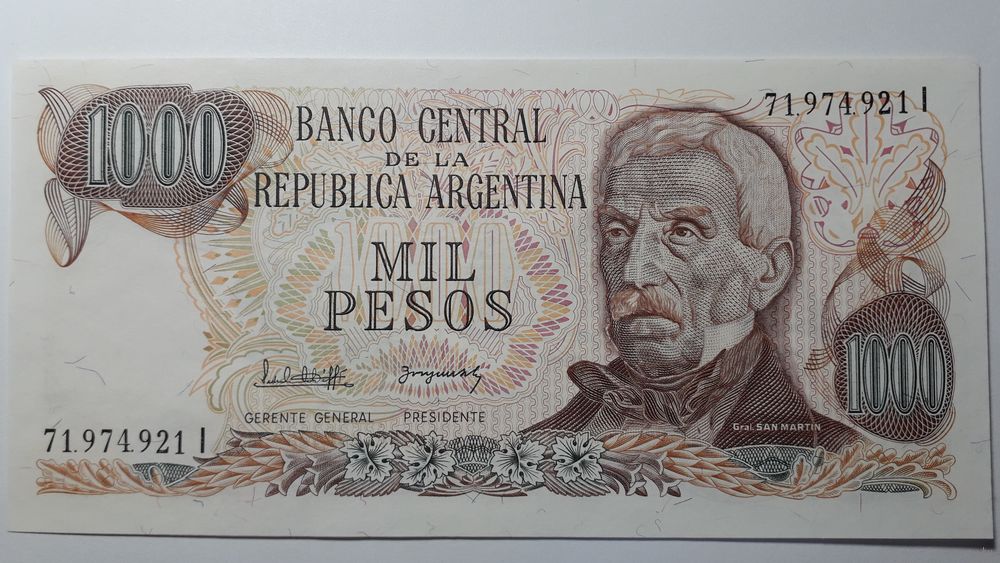 1000
BANCO CENTRAL
DE LA
REPUBLICA ARGENTINA
MIL
PESOS
1000
GERENTE GENERAL PRESIDENTE
71.974.921 I
71.974.921 I
Gral. SAN MARTIN
1000